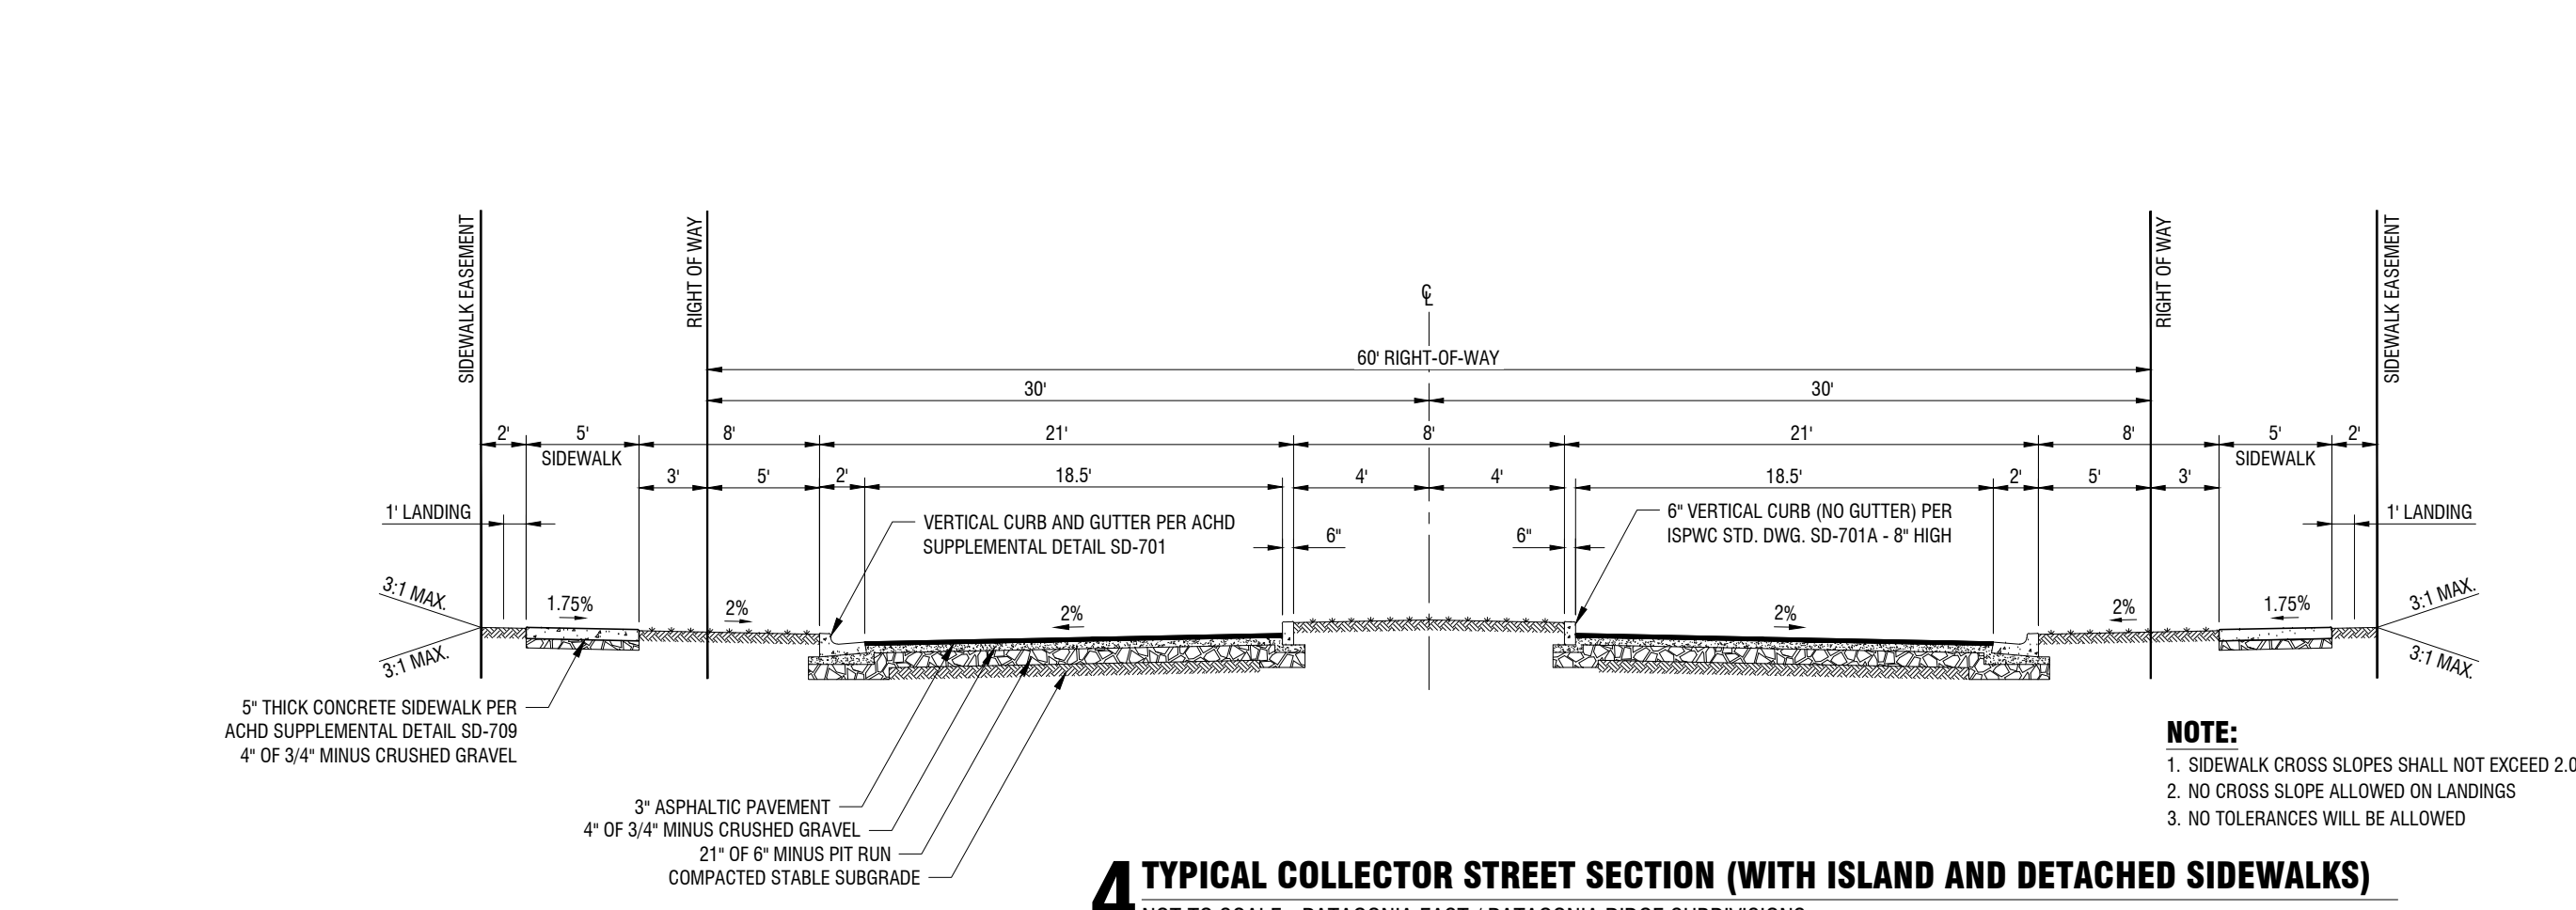 SIDEWALK EASEMENT
RIGHT OF WAY
RIGHT OF WAY
SIDEWALK EASEMENT
℄
60' RIGHT-OF-WAY
30' 30'
2' 5' 8' 21' 8' 21' 8' 5' 2'
SIDEWALK SIDEWALK
3' 5' 2' 18.5' 4' 4' 18.5' 2' 5' 3'
1' LANDING
VERTICAL CURB AND GUTTER PER ACHD
SUPPLEMENTAL DETAIL SD-701
6" 6"
6" VERTICAL CURB (NO GUTTER) PER
ISPWC STD. DWG. SD-701A - 8" HIGH
1' LANDING
3:1 MAX. 1.75% 2% 2% 2% 2% 1.75% 3:1 MAX.
3:1 MAX. 3:1 MAX.
5" THICK CONCRETE SIDEWALK PER
ACHD SUPPLEMENTAL DETAIL SD-709
4" OF 3/4" MINUS CRUSHED GRAVEL
3" ASPHALTIC PAVEMENT
4" OF 3/4" MINUS CRUSHED GRAVEL
21" OF 6" MINUS PIT RUN
COMPACTED STABLE SUBGRADE
NOTE:
1. SIDEWALK CROSS SLOPES SHALL NOT EXCEED 2.0
2. NO CROSS SLOPE ALLOWED ON LANDINGS
3. NO TOLERANCES WILL BE ALLOWED
4 TYPICAL COLLECTOR STREET SECTION (WITH ISLAND AND DETACHED SIDEWALKS)
NOT TO SCALE - PATAGONIA EAST / PATAGONIA RIDGE SUBDIVISIONS